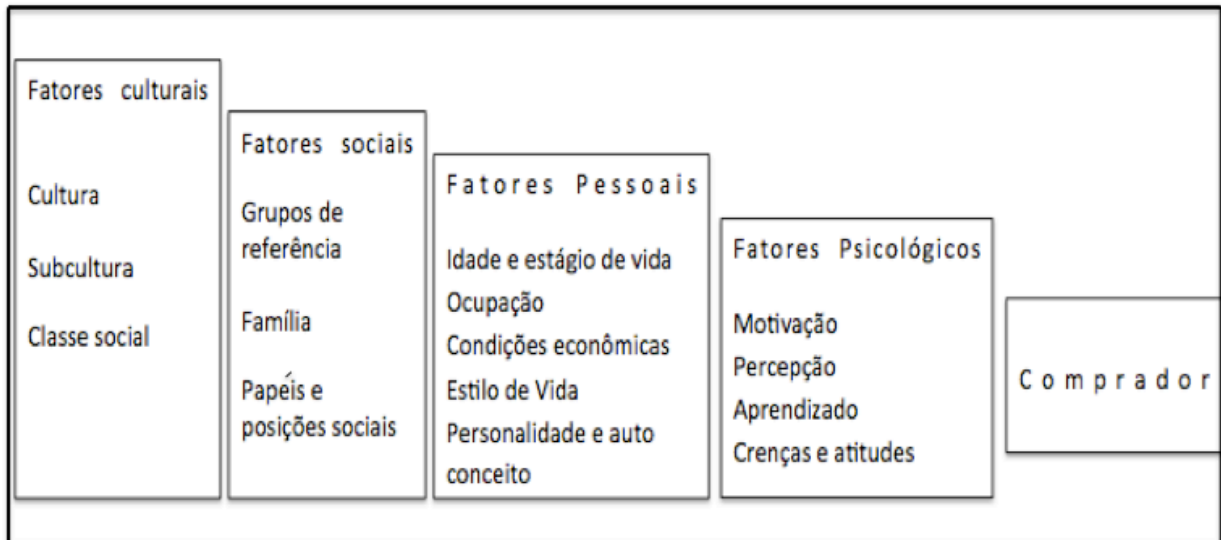 Fatores culturais
Cultura
Subcultura
Classe social
Fatores sociais
Grupos de
referência
Família
Papéis e
posições sociais
Fatores Pessoais
Idade e estágio de vida
Ocupação
Condições econômicas
Estilo de Vida
Personalidade e auto
conceito
Fatores Psicológicos
Motivação
Percepção
Aprendizado
Crenças e atitudes
Comprador